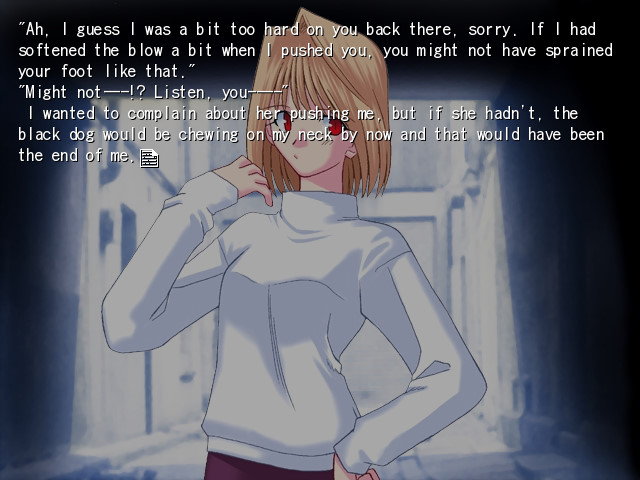 "Ah, I guess I was a bit too hard on you back there, sorry. If I had
softened the blow a bit when I pushed you, you might not have sprained
your foot like that."
"Might not――-!? Listen, you――――"
 I wanted to complain about her pushing me, but if she hadn't, the
black dog would be chewing on my neck by now and that would have been
the end of me.